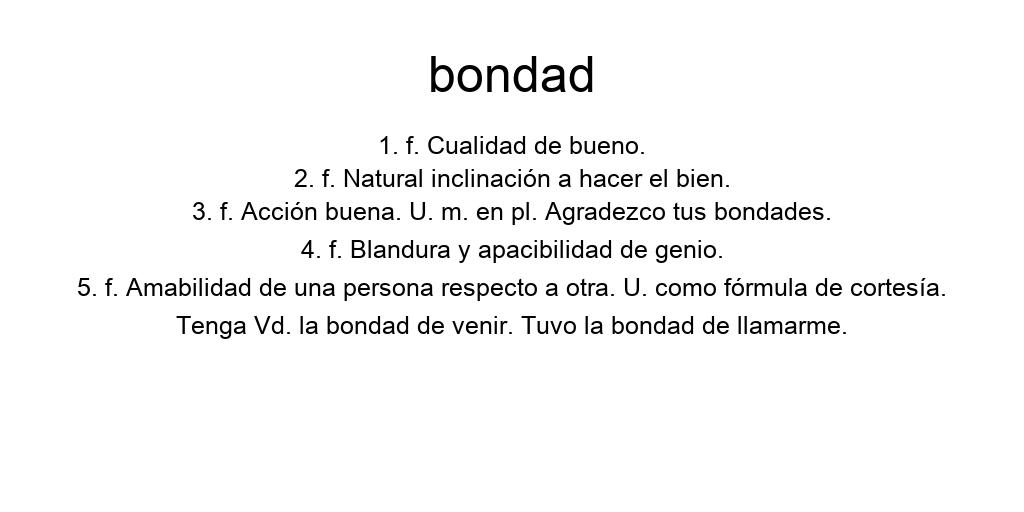 bondad
1. f. Cualidad de bueno.
2. f. Natural inclinación a hacer el bien.
3. f. Acción buena. U. m. en pl. Agradezco tus bondades.
4. f. Blandura y apacibilidad de genio.
5. f. Amabilidad de una persona respecto a otra. U. como fórmula de cortesía.
Tenga Vd. la bondad de venir. Tuvo la bondad de llamarme.